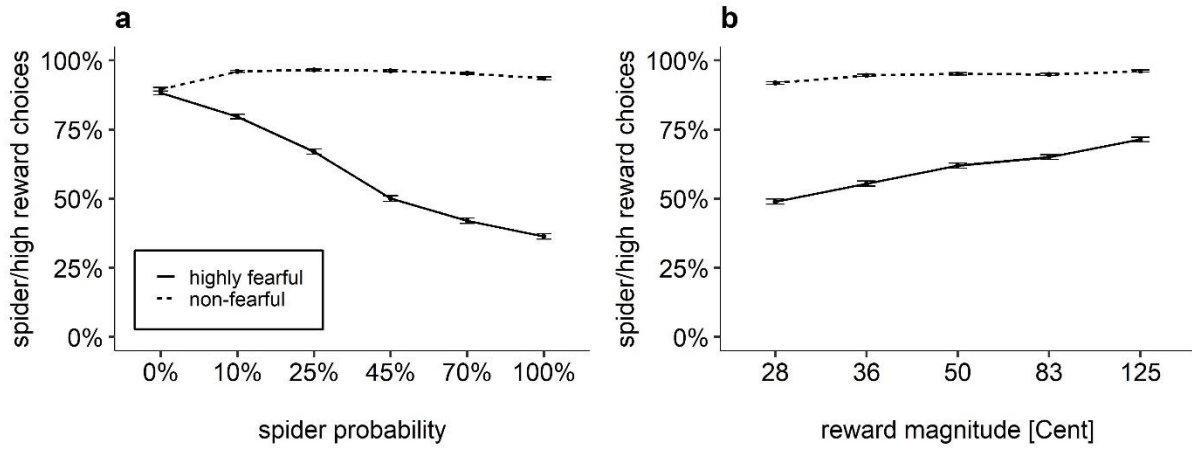 a
spider/high reward choices
100%
75%
50%
25%
0%
highly fearful
non-fearful
0% 10% 25% 45% 70% 100%
spider probability
b
spider/high reward choices
100%
75%
50%
25%
0%
28 36 50 83 125
reward magnitude [Cent]